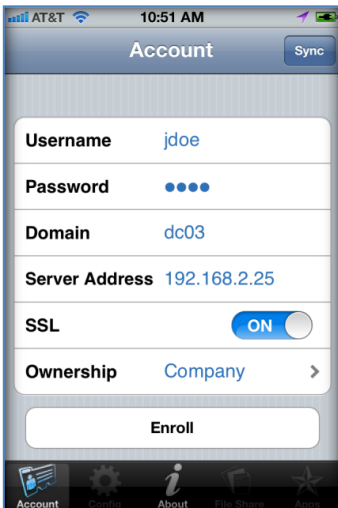 AT&T 10:51 AM
Account Sync
Username jdoe
Password ●●●●
Domain dc03
Server Address 192.168.2.25
SSL ON
Ownership Company
Enroll
Account Config About File Share Apps